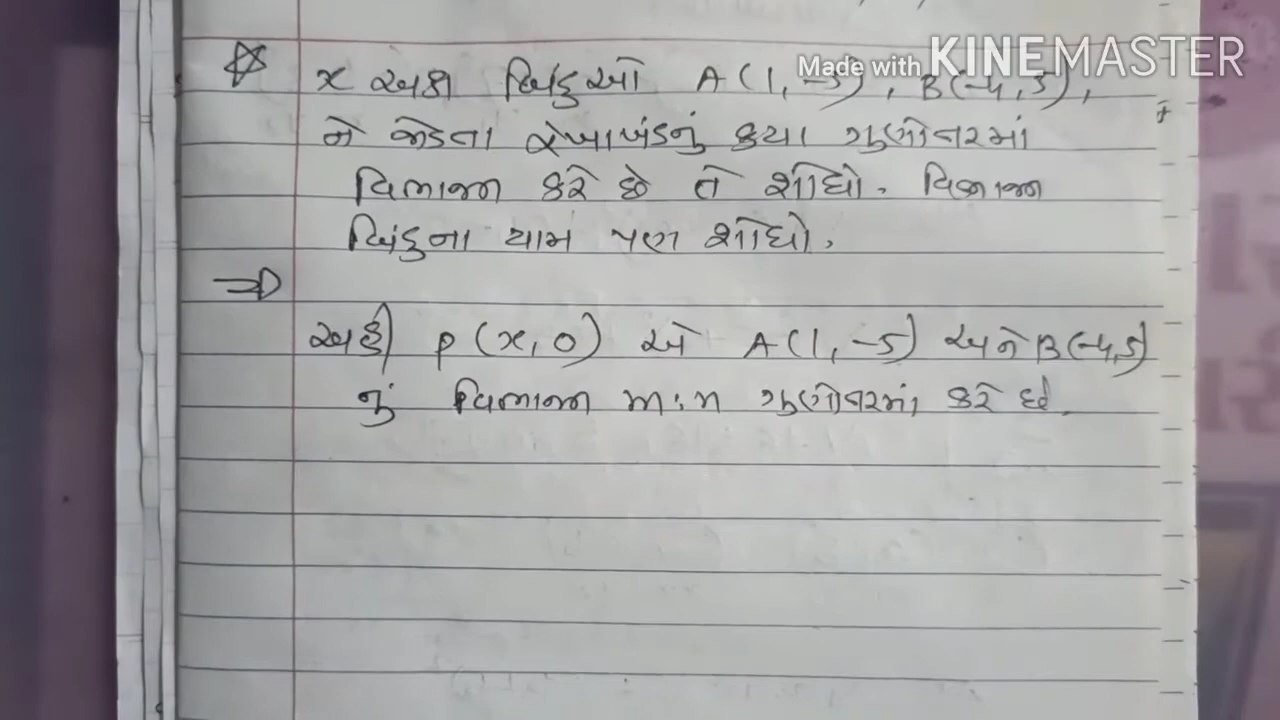 Made with KINEMASTER
x અક્ષ બિંદુઓ A(1,-5), B(-4,5),
ને જોડતા રેખાખંડનું કયા ગુણોત્તરમાં
વિભાજન કરે છે તે શોધો. વિભાજન
બિંદુના યામ પણ શોધો.
⇒
અહીં P(x,0) એ A(1,-5) અને B(-4,5)
નું વિભાજન m:n ગુણોત્તરમાં કરે છે.